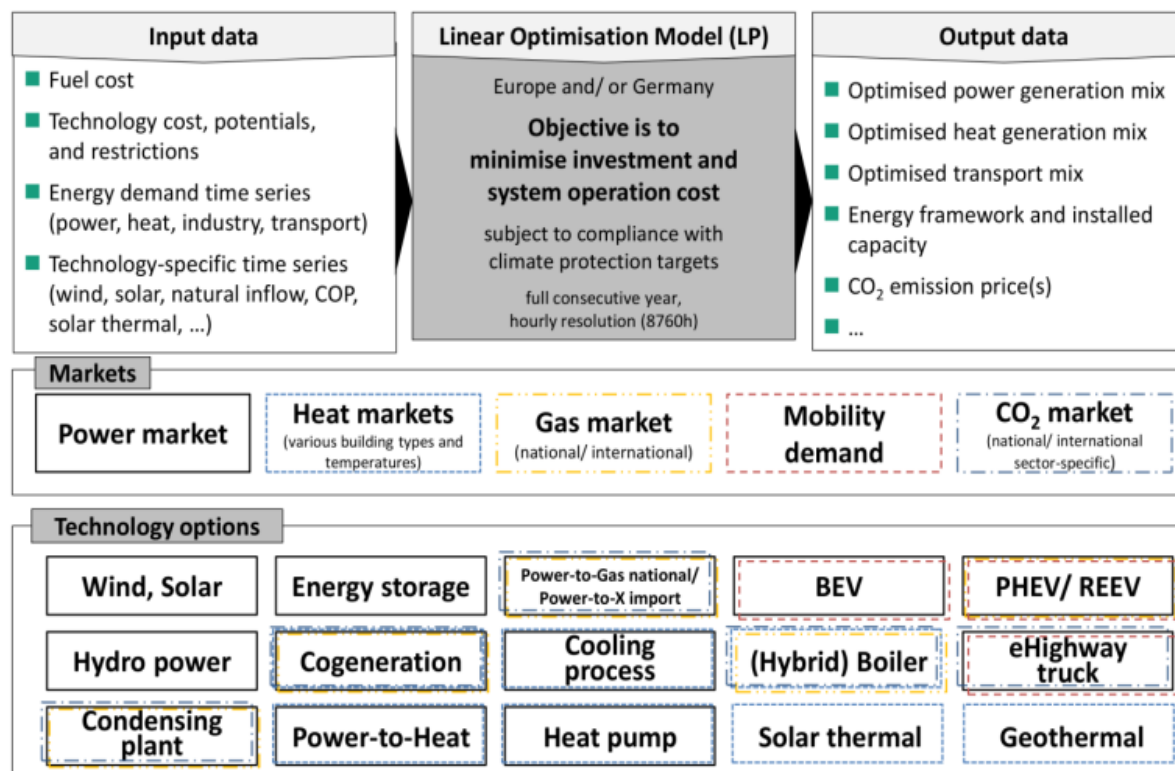 Input data
Fuel cost
Technology cost, potentials,
and restrictions
Energy demand time series
(power, heat, industry, transport)
Technology-specific time series
(wind, solar, natural inflow, COP,
solar thermal, ...)
Linear Optimisation Model (LP)
Europe and/ or Germany
Objective is to
minimise investment and
system operation cost
subject to compliance with
climate protection targets
full consecutive year,
hourly resolution (8760h)
Output data
Optimised power generation mix
Optimised heat generation mix
Optimised transport mix
Energy framework and installed
capacity
CO₂ emission price(s)
...
Markets
Power market
Heat markets
(various building types and
temperatures)
Gas market
(national/ international)
Mobility
demand
CO₂ market
(national/ international
sector-specific)
Technology options
Wind, Solar
Energy storage
Power-to-Gas national/
Power-to-X import
BEV
PHEV/ REEV
Hydro power
Cogeneration
Cooling
process
(Hybrid) Boiler
eHighway
truck
Condensing
plant
Power-to-Heat
Heat pump
Solar thermal
Geothermal